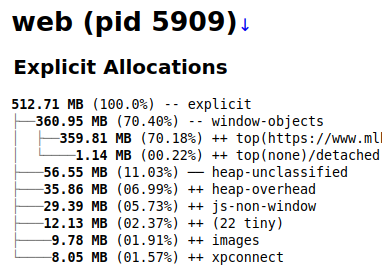 web (pid 5909)↓
Explicit Allocations
512.71 MB (100.0%) -- explicit
├──360.95 MB (70.40%) -- window-objects
│  ├──359.81 MB (70.18%) ++ top(https://www.ml
│  └────1.14 MB (00.22%) ++ top(none)/detached
├───56.55 MB (11.03%) ── heap-unclassified
├───35.86 MB (06.99%) ++ heap-overhead
├───29.39 MB (05.73%) ++ js-non-window
├───12.13 MB (02.37%) ++ (22 tiny)
├────9.78 MB (01.91%) ++ images
└────8.05 MB (01.57%) ++ xpconnect